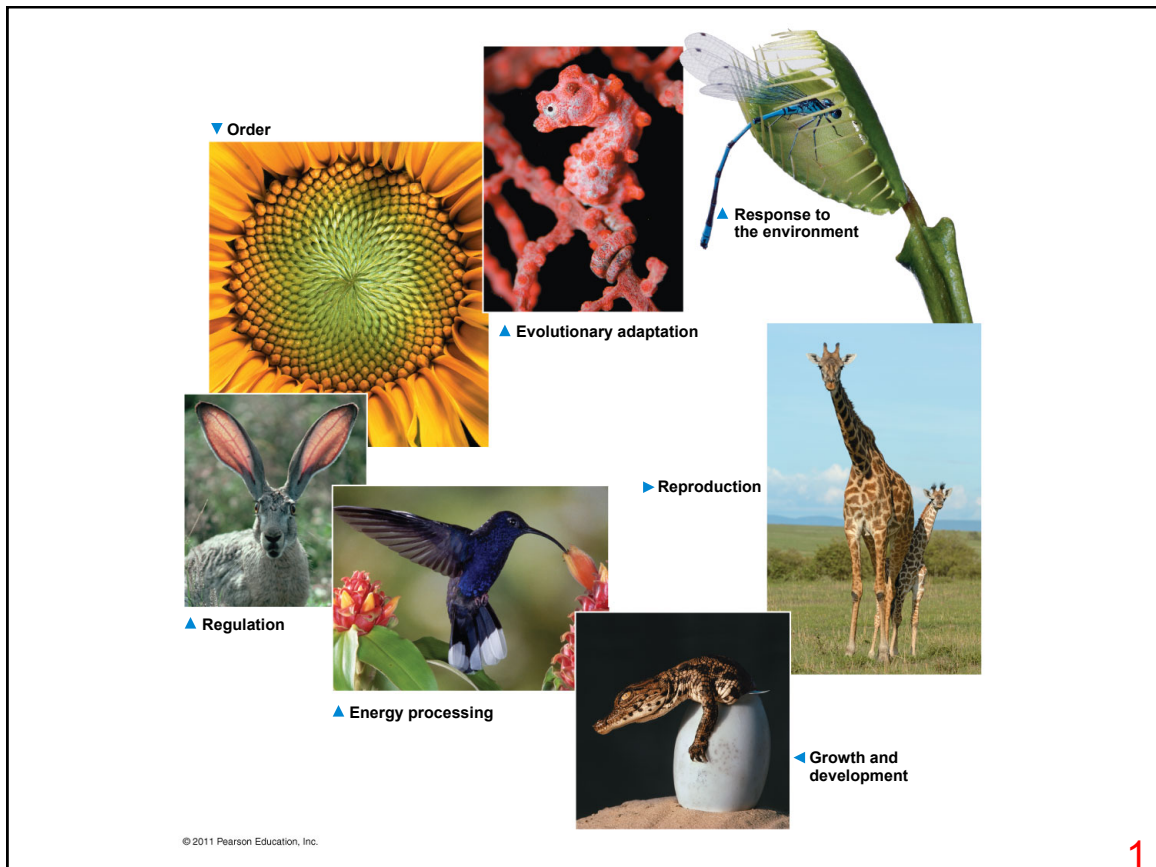 Order
Response to
the environment
Evolutionary adaptation
Reproduction
Regulation
Energy processing
Growth and
development
© 2011 Pearson Education, Inc.
1